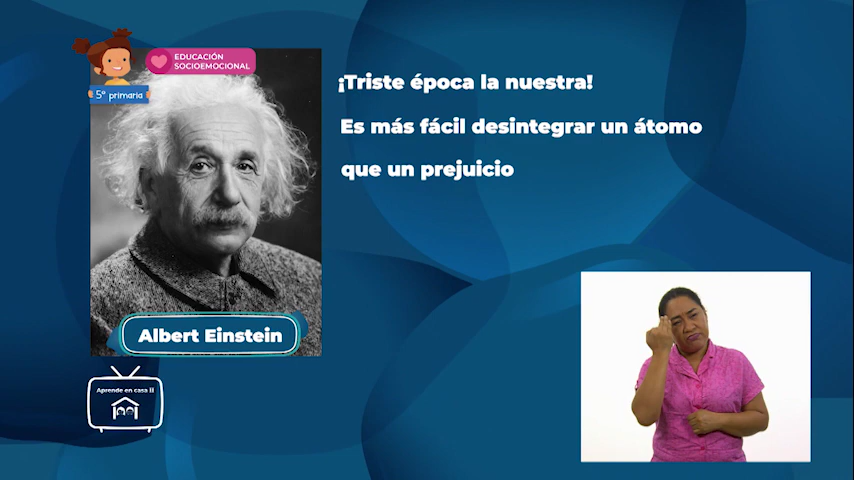 EDUCACIÓN
SOCIOEMOCIONAL
5° primaria
¡Triste época la nuestra!
Es más fácil desintegrar un átomo
que un prejuicio
Albert Einstein
Aprende en casa II